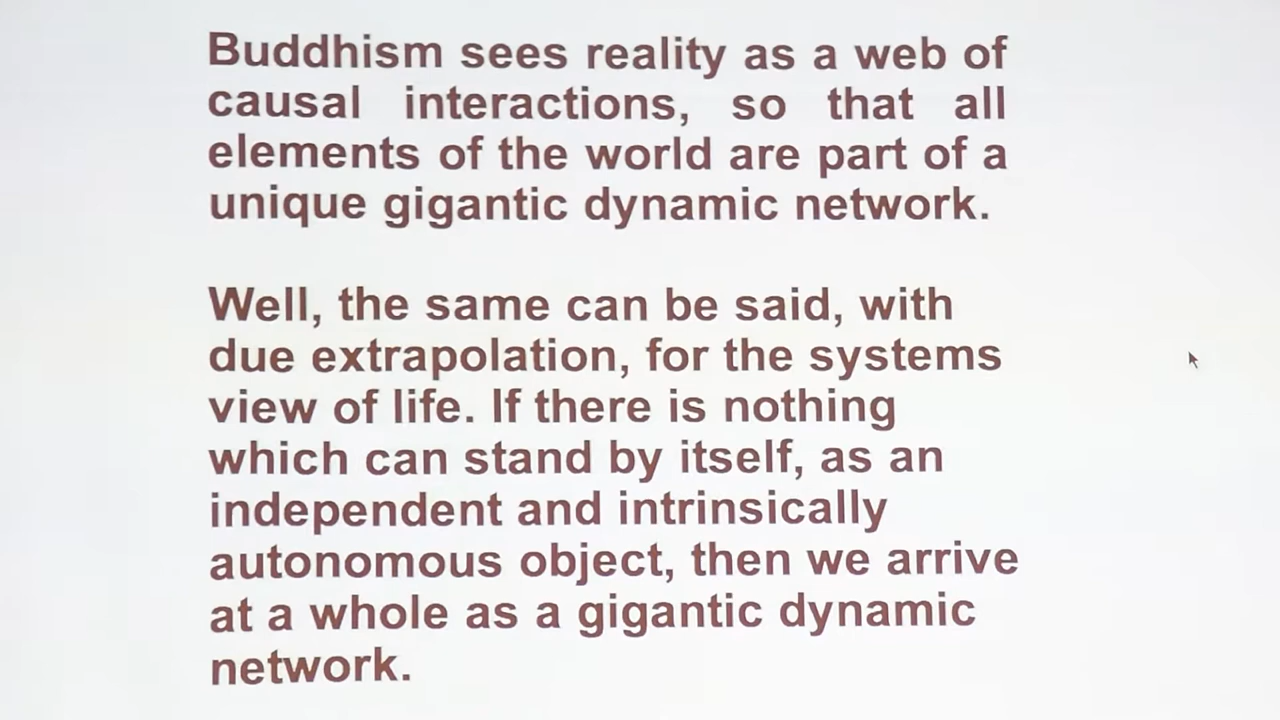 Buddhism sees reality as a web of
causal interactions, so that all
elements of the world are part of a
unique gigantic dynamic network.
Well, the same can be said, with
due extrapolation, for the systems
view of life. If there is nothing
which can stand by itself, as an
independent and intrinsically
autonomous object, then we arrive
at a whole as a gigantic dynamic
network.